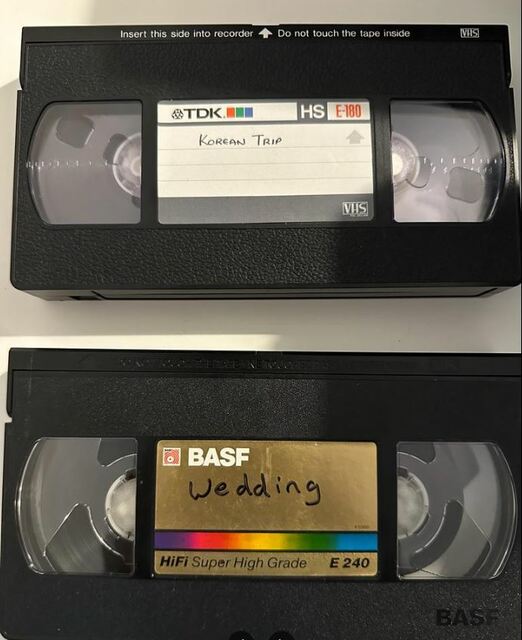 Insert this side into recorder Do not touch the tape inside VHS
TDK. HS E-180
KOREAN TRIP
VHS
BASF
Wedding
HiFi Super High Grade E 240
BASF